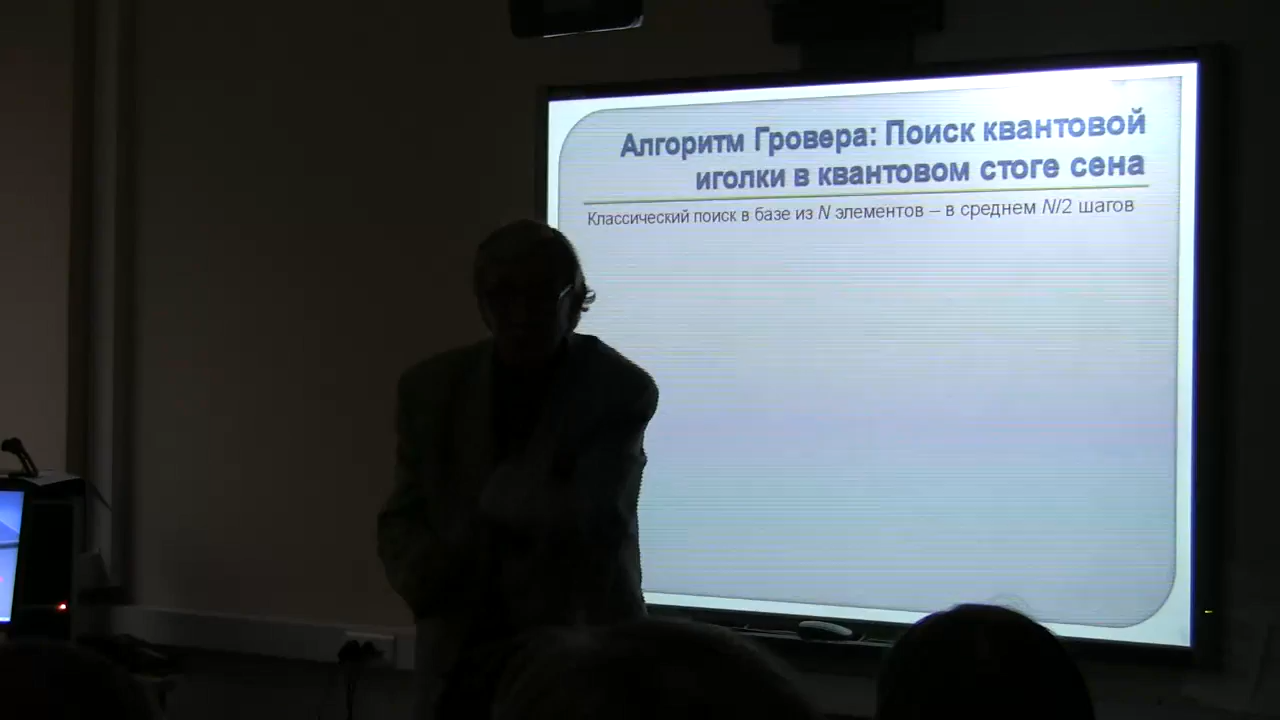 Алгоритм Гровера: Поиск квантовой
иголки в квантовом стоге сена
Классический поиск в базе из N элементов – в среднем N/2 шагов